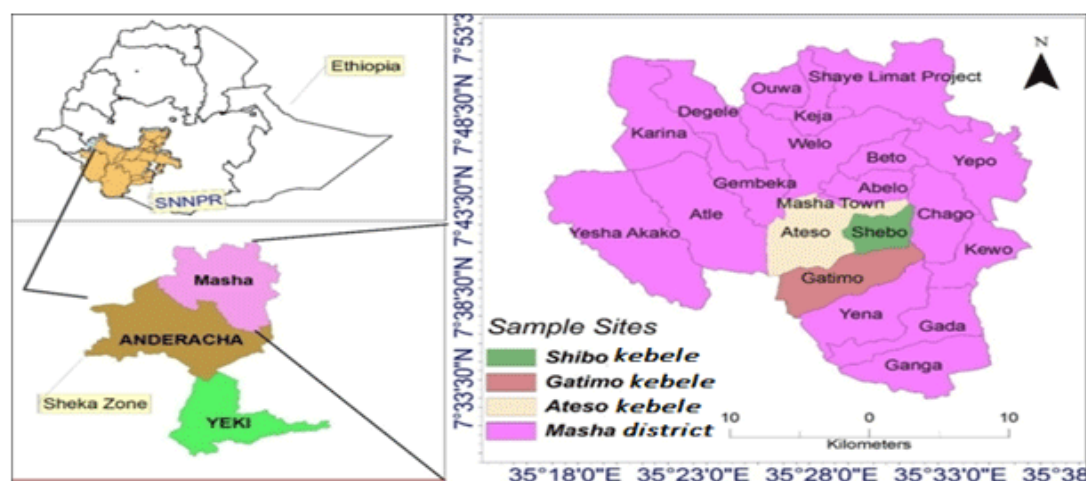 Ethiopia
SNNPR
Masha
ANDERACHA
Sheka Zone
YEKI
7°53'3
7°48'30"N
7°43'30"N
7°38'30"N
7°33'30"N
N
Shaye Limat Project
Ouwa
Degele
Keja
Karina
Welo
Beto
Yepo
Gembeka
Abelo
Masha Town
Atle
Chago
Yesha Akako
Ateso
Shebo
Kewo
Gatimo
Yena
Gada
Ganga
Sample Sites
Shibo kebele
Gatimo kebele
Ateso kebele
Masha district
10 0 10
Kilometers
35°18'0"E 35°23'0"E 35°28'0"E 35°33'0"E 35°38